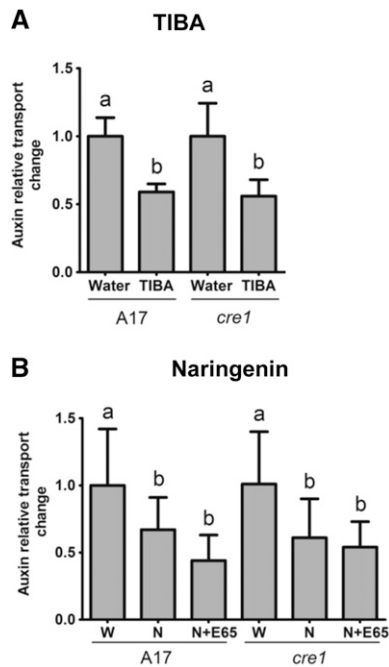 A
TIBA
Auxin relative transport
change
1.5
1.0
0.5
0.0
a
b
a
b
Water TIBA Water TIBA
A17 cre1
B
Naringenin
Auxin relative transport
change
1.5
1.0
0.5
0.0
a
b
b
a
b
b
W N N+E65 W N N+E65
A17 cre1